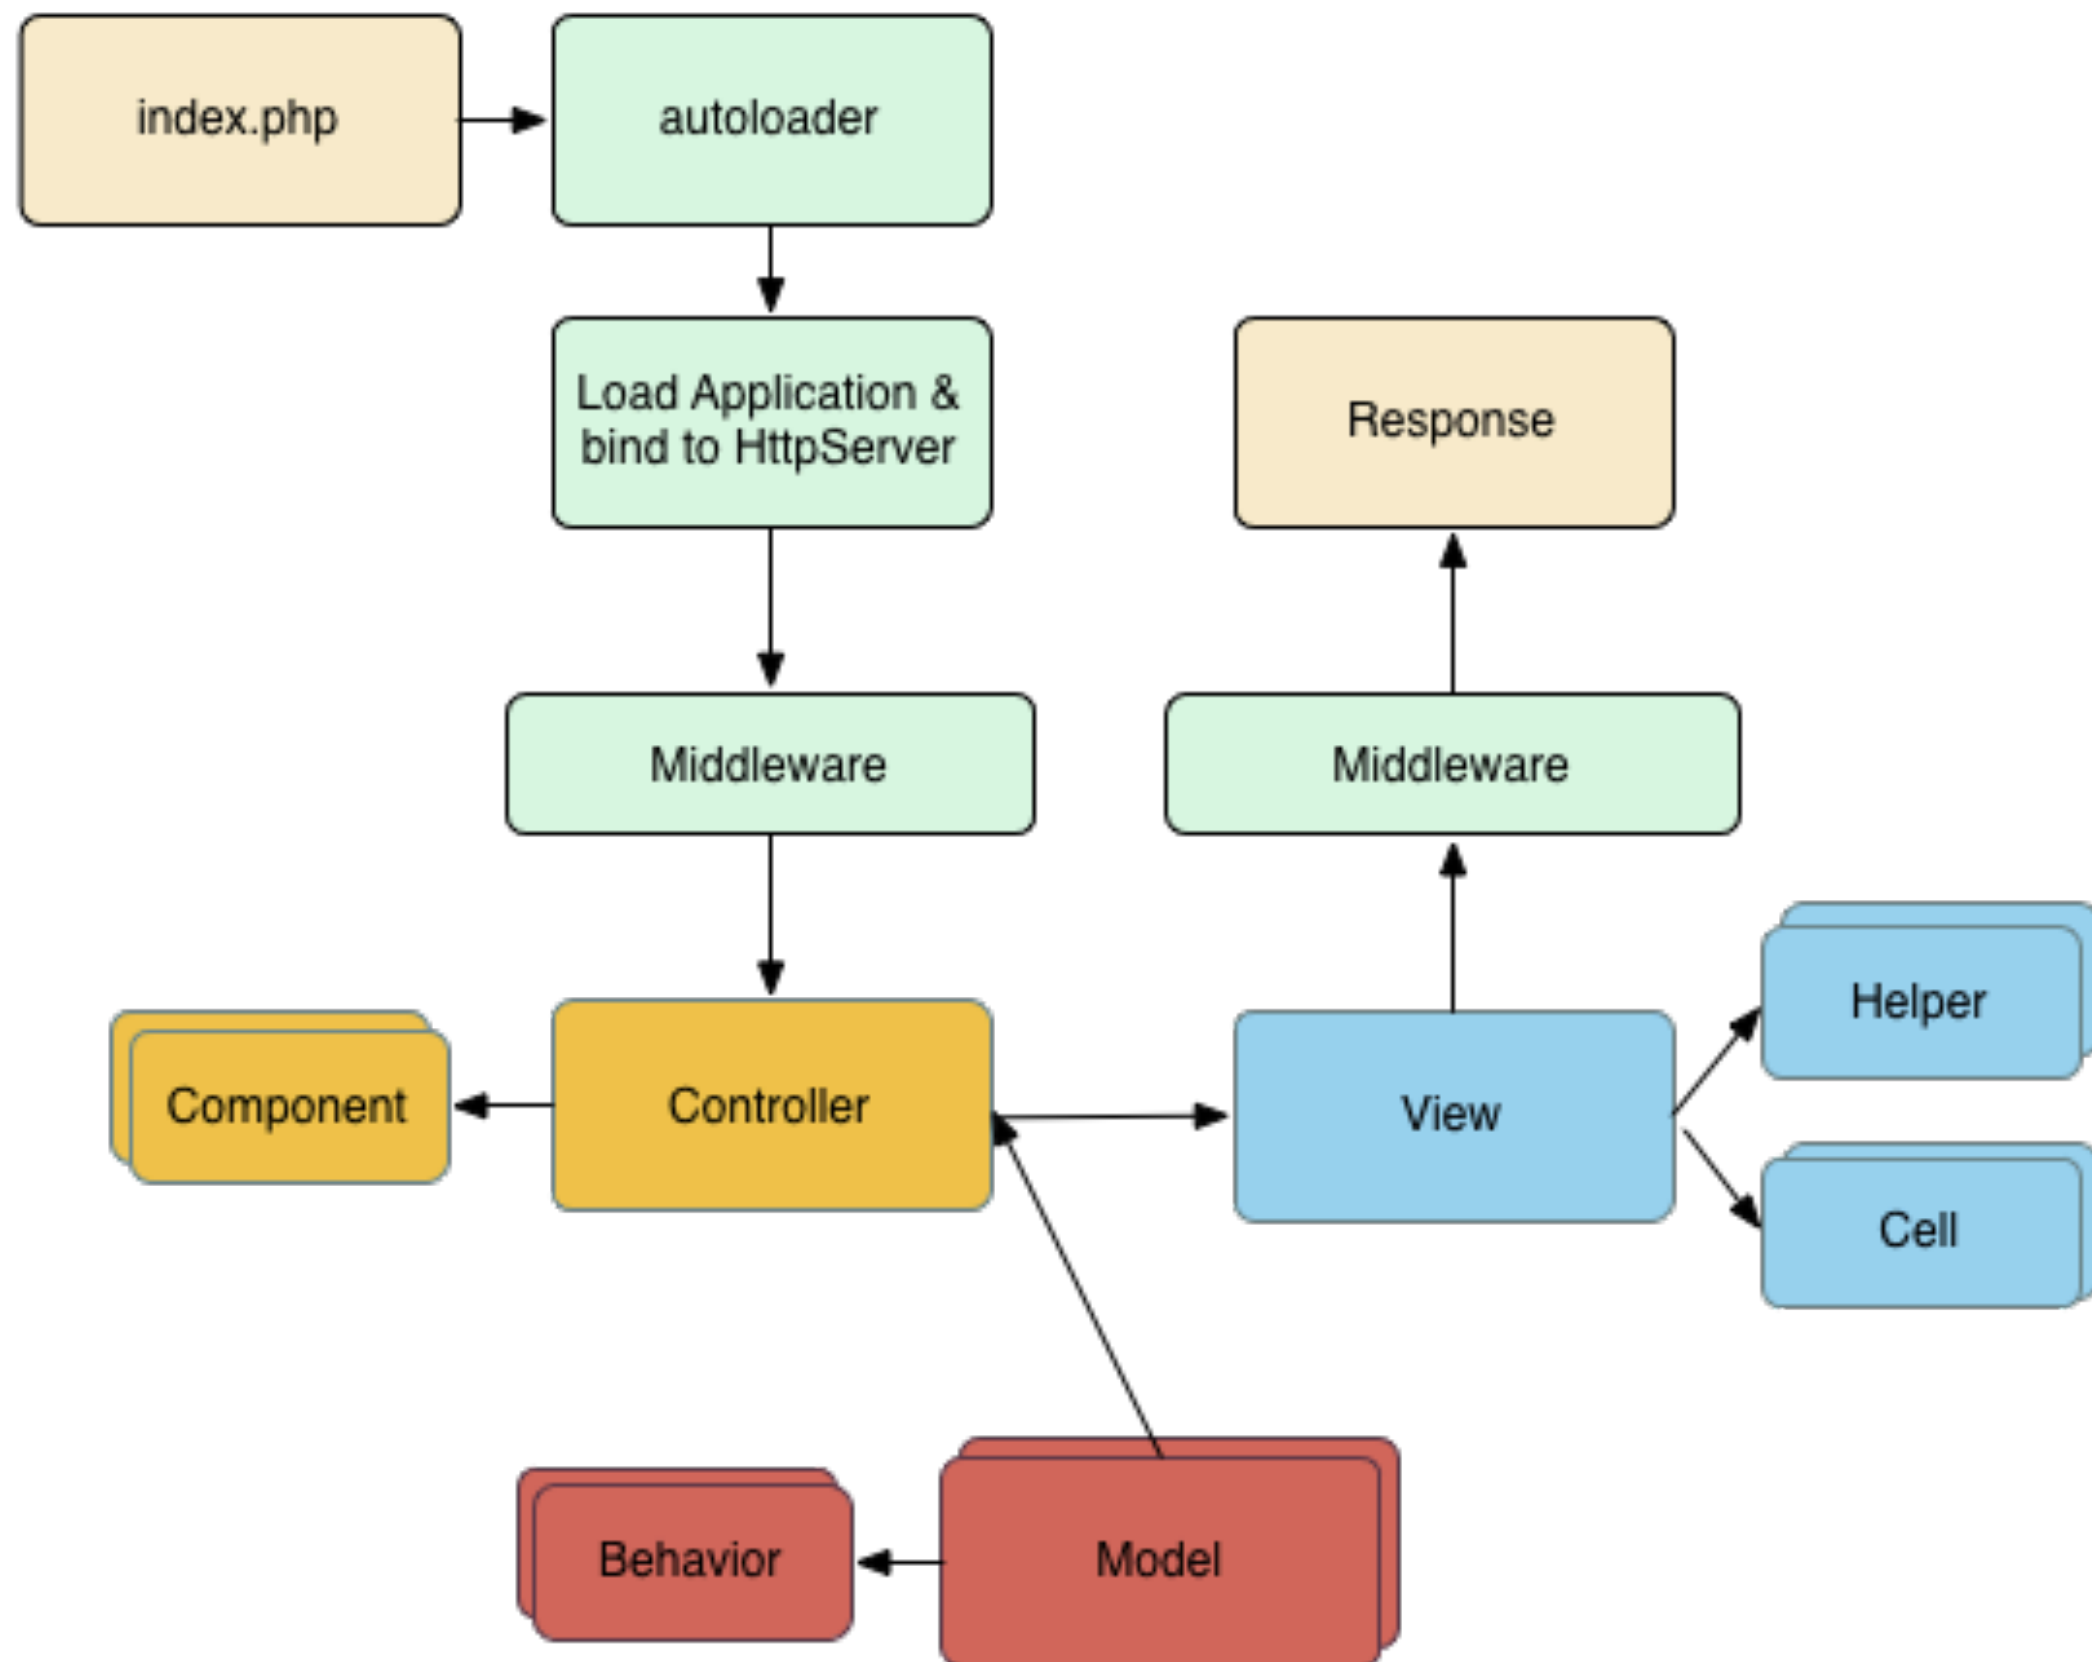 index.php
autoloader
Load Application &
bind to HttpServer
Response
Middleware
Middleware
Helper
Component
Controller
View
Cell
Behavior
Model